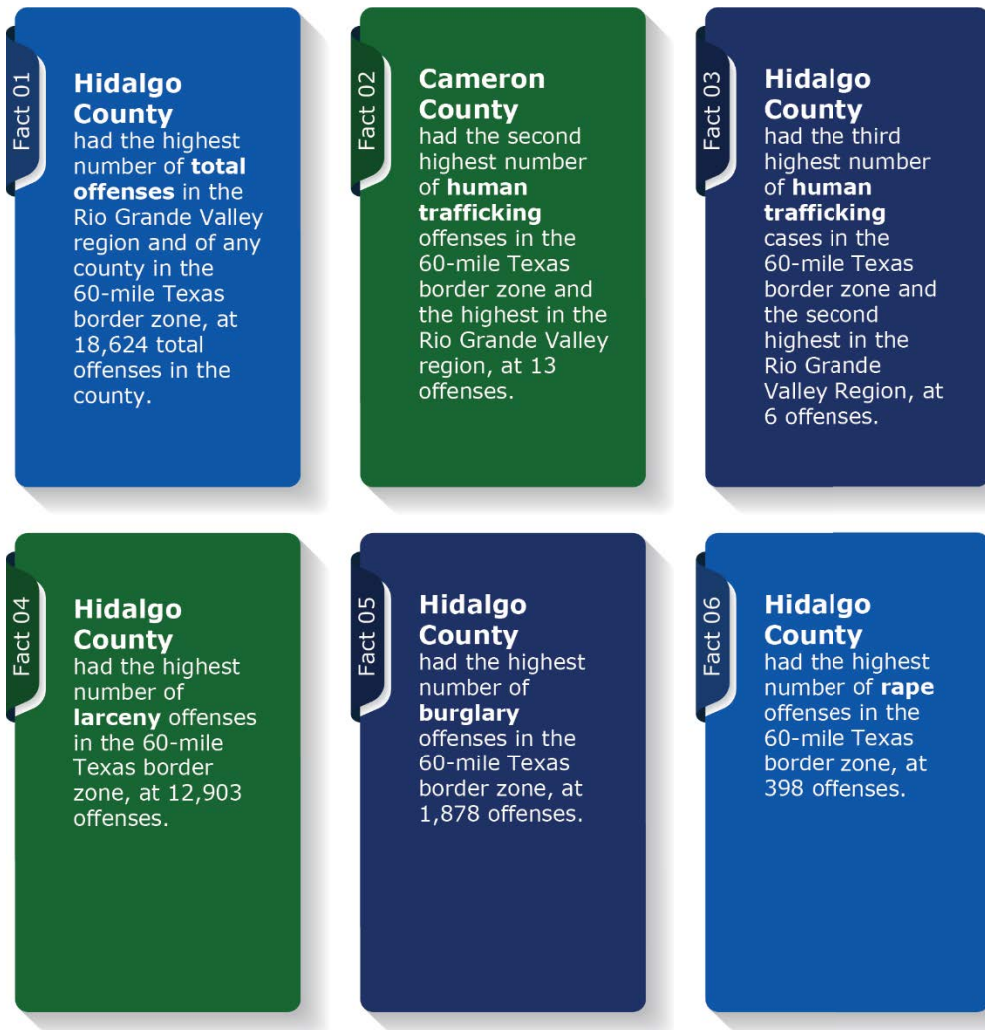 Fact 01
Hidalgo
County
had the highest
number of total
offenses in the
Rio Grande Valley
region and of any
county in the
60-mile Texas
border zone, at
18,624 total
offenses in the
county.
Fact 02
Cameron
County
had the second
highest number
of human
trafficking
offenses in the
60-mile Texas
border zone and
the highest in the
Rio Grande Valley
region, at 13
offenses.
Fact 03
Hidalgo
County
had the third
highest number
of human
trafficking
cases in the
60-mile Texas
border zone and
the second
highest in the
Rio Grande
Valley Region, at
6 offenses.
Fact 04
Hidalgo
County
had the highest
number of
larceny offenses
in the 60-mile
Texas border
zone, at 12,903
offenses.
Fact 05
Hidalgo
County
had the highest
number of
burglary
offenses in the
60-mile Texas
border zone, at
1,878 offenses.
Fact 06
Hidalgo
County
had the highest
number of rape
offenses in the
60-mile Texas
border zone, at
398 offenses.